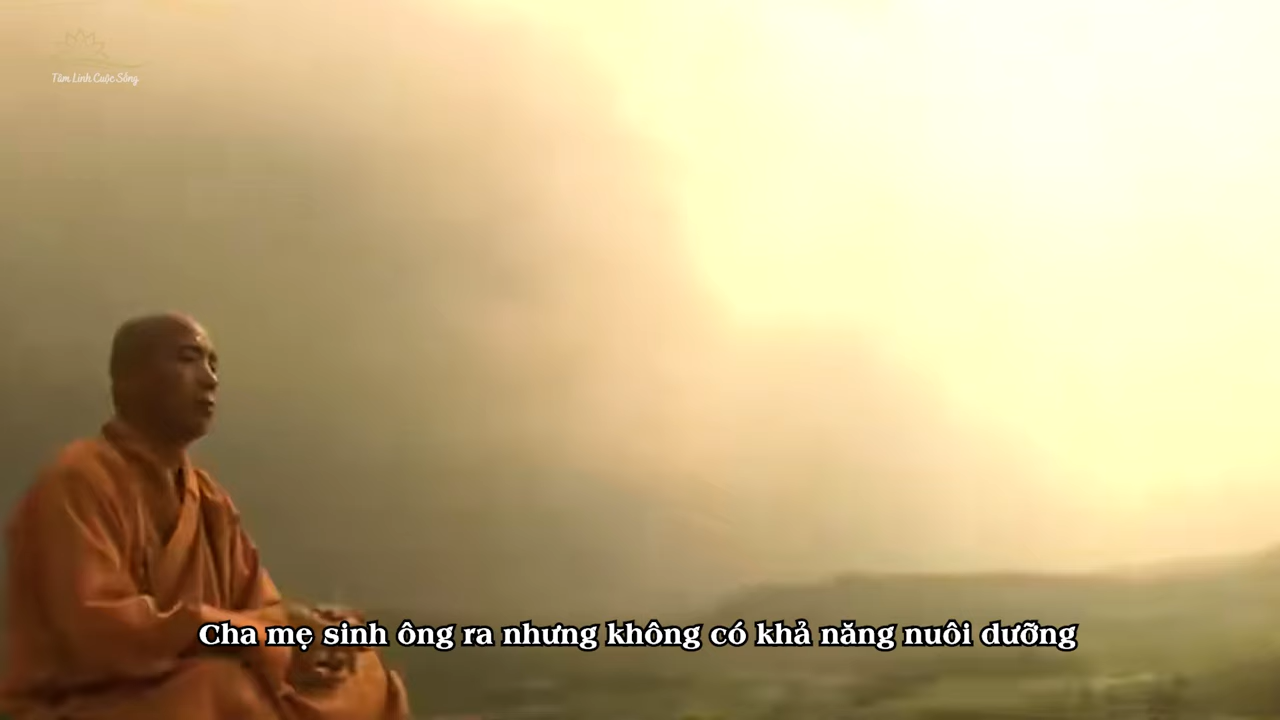 Tâm Linh Cuộc Sống
Cha mẹ sinh ông ra nhưng không có khả năng nuôi dưỡng